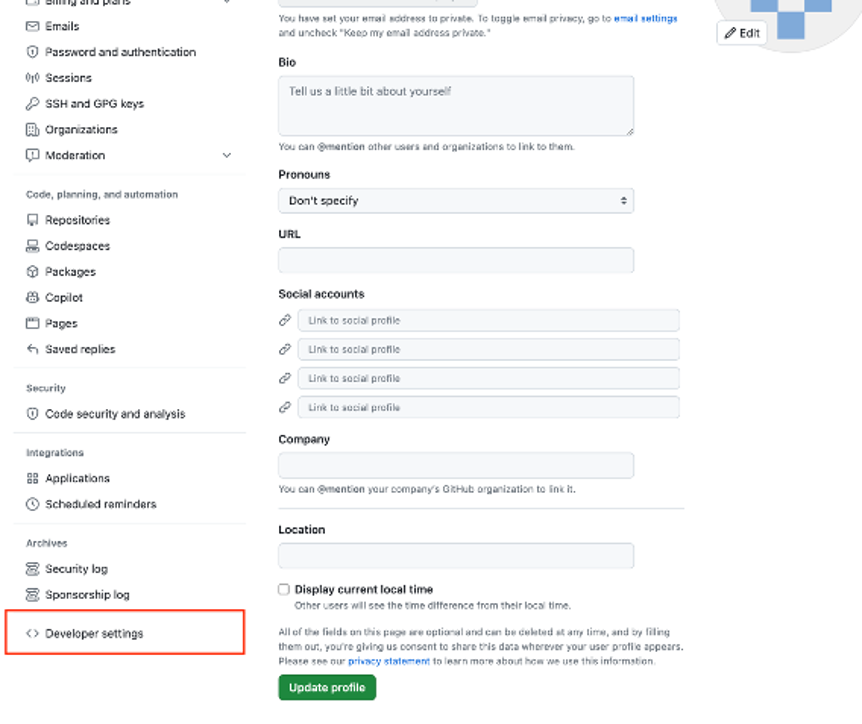 Billing and plans
Emails
Password and authentication
Sessions
SSH and GPG keys
Organizations
Moderation
Code, planning, and automation
Repositories
Codespaces
Packages
Copilot
Pages
Saved replies
Security
Code security and analysis
Integrations
Applications
Scheduled reminders
Archives
Security log
Sponsorship log
Developer settings
You have set your email address to private. To toggle email privacy, go to email settings
and uncheck "Keep my email address private."
Bio
Tell us a little bit about yourself
You can @mention other users and organizations to link to them.
Pronouns
Don't specify
URL
Social accounts
Link to social profile
Link to social profile
Link to social profile
Link to social profile
Company
You can @mention your company's GitHub organization to link it.
Location
Display current local time
Other users will see the time difference from their local time.
All of the fields on this page are optional and can be deleted at any time, and by filling
them out, you're giving us consent to share this data wherever your user profile appears.
Please see our privacy statement to learn more about how we use this information.
Update profile
Edit